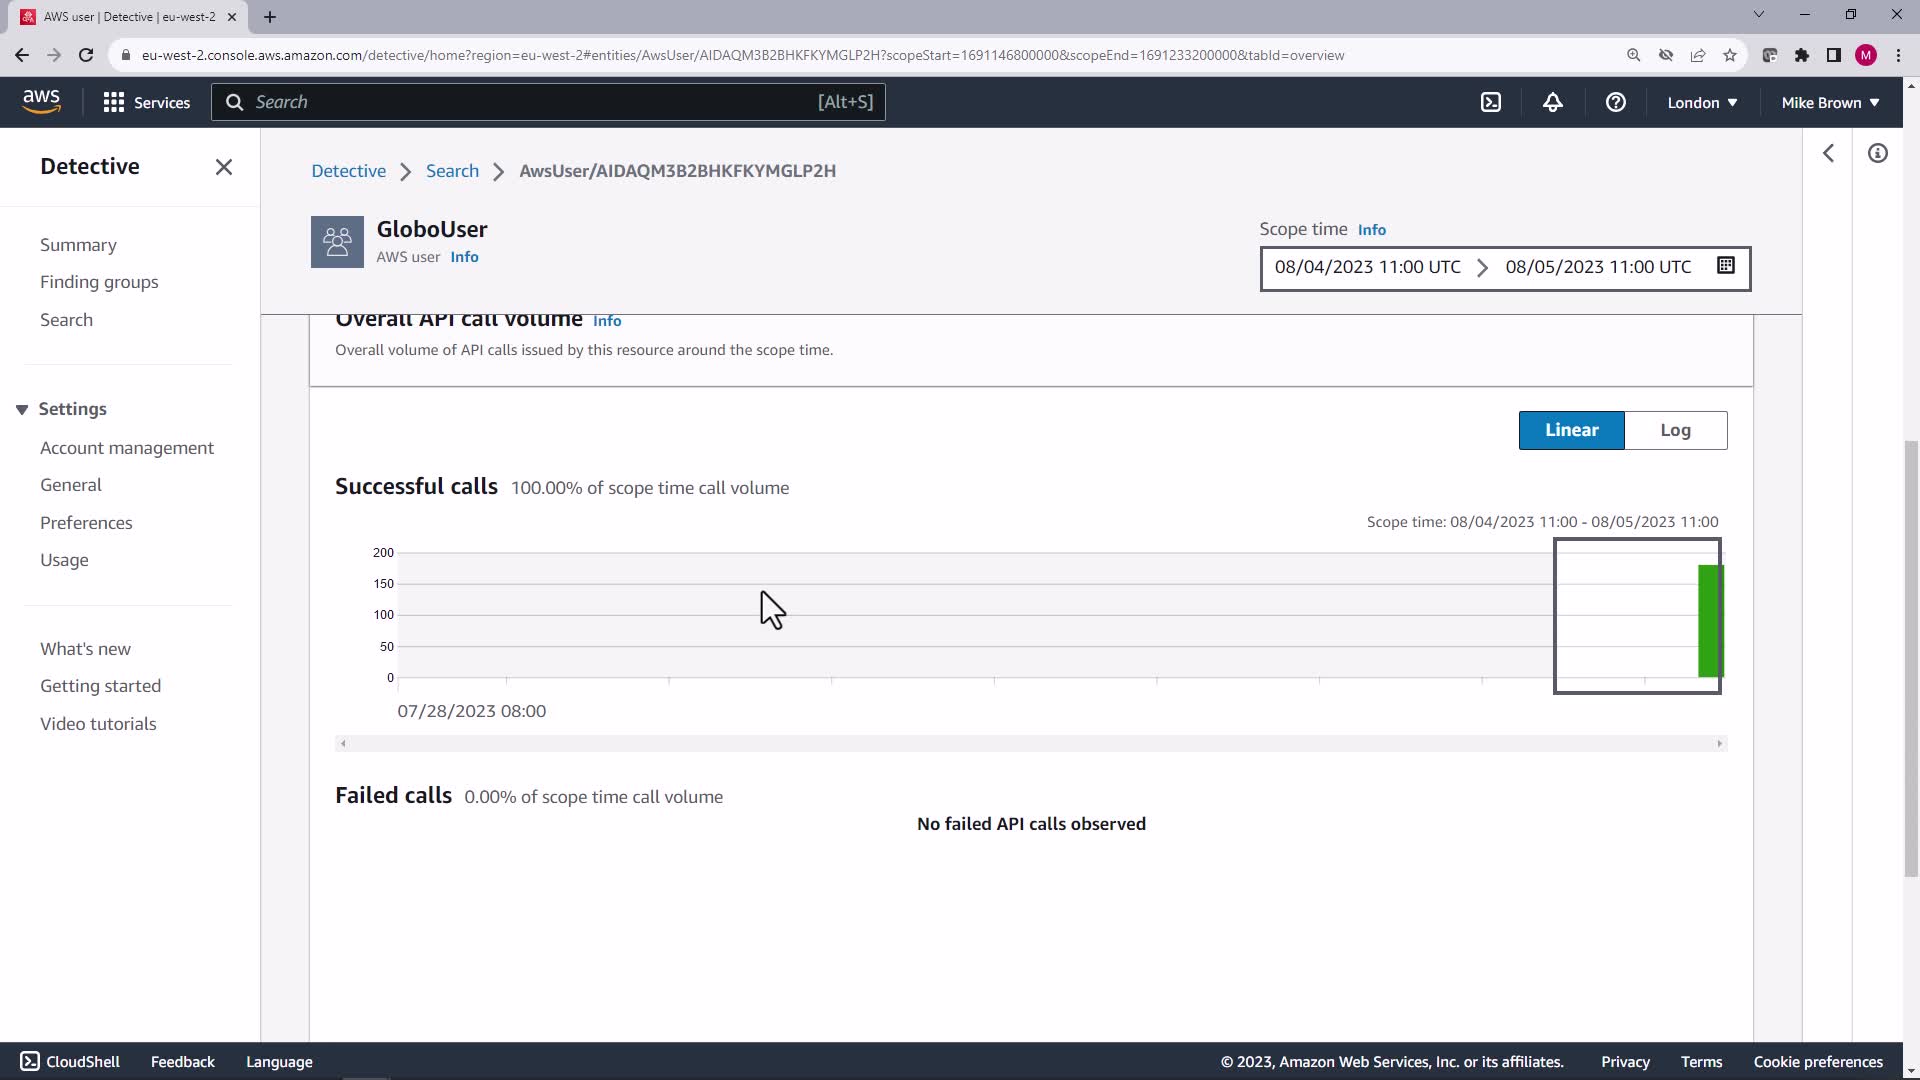 AWS user | Detective | eu-west-2
eu-west-2.console.aws.amazon.com/detective/home?region=eu-west-2#entities/AwsUser/AIDAQM3B2BHKFKYMGLP2H?scopeStart=1691146800000&scopeEnd=1691233200000&tabId=overview
M
aws
Services
Search
[Alt+S]
London
Mike Brown
Detective
Summary
Finding groups
Search
Settings
Account management
General
Preferences
Usage
What's new
Getting started
Video tutorials
Detective
Search
AwsUser/AIDAQM3B2BHKFKYMGLP2H
GloboUser
AWS user Info
Scope time Info
08/04/2023 11:00 UTC
08/05/2023 11:00 UTC
Overall API call volume Info
Overall volume of API calls issued by this resource around the scope time.
Linear
Log
Successful calls 100.00% of scope time call volume
Scope time: 08/04/2023 11:00 - 08/05/2023 11:00
200
150
100
50
0
07/28/2023 08:00
Failed calls 0.00% of scope time call volume
No failed API calls observed
CloudShell
Feedback
Language
© 2023, Amazon Web Services, Inc. or its affiliates.
Privacy
Terms
Cookie preferences